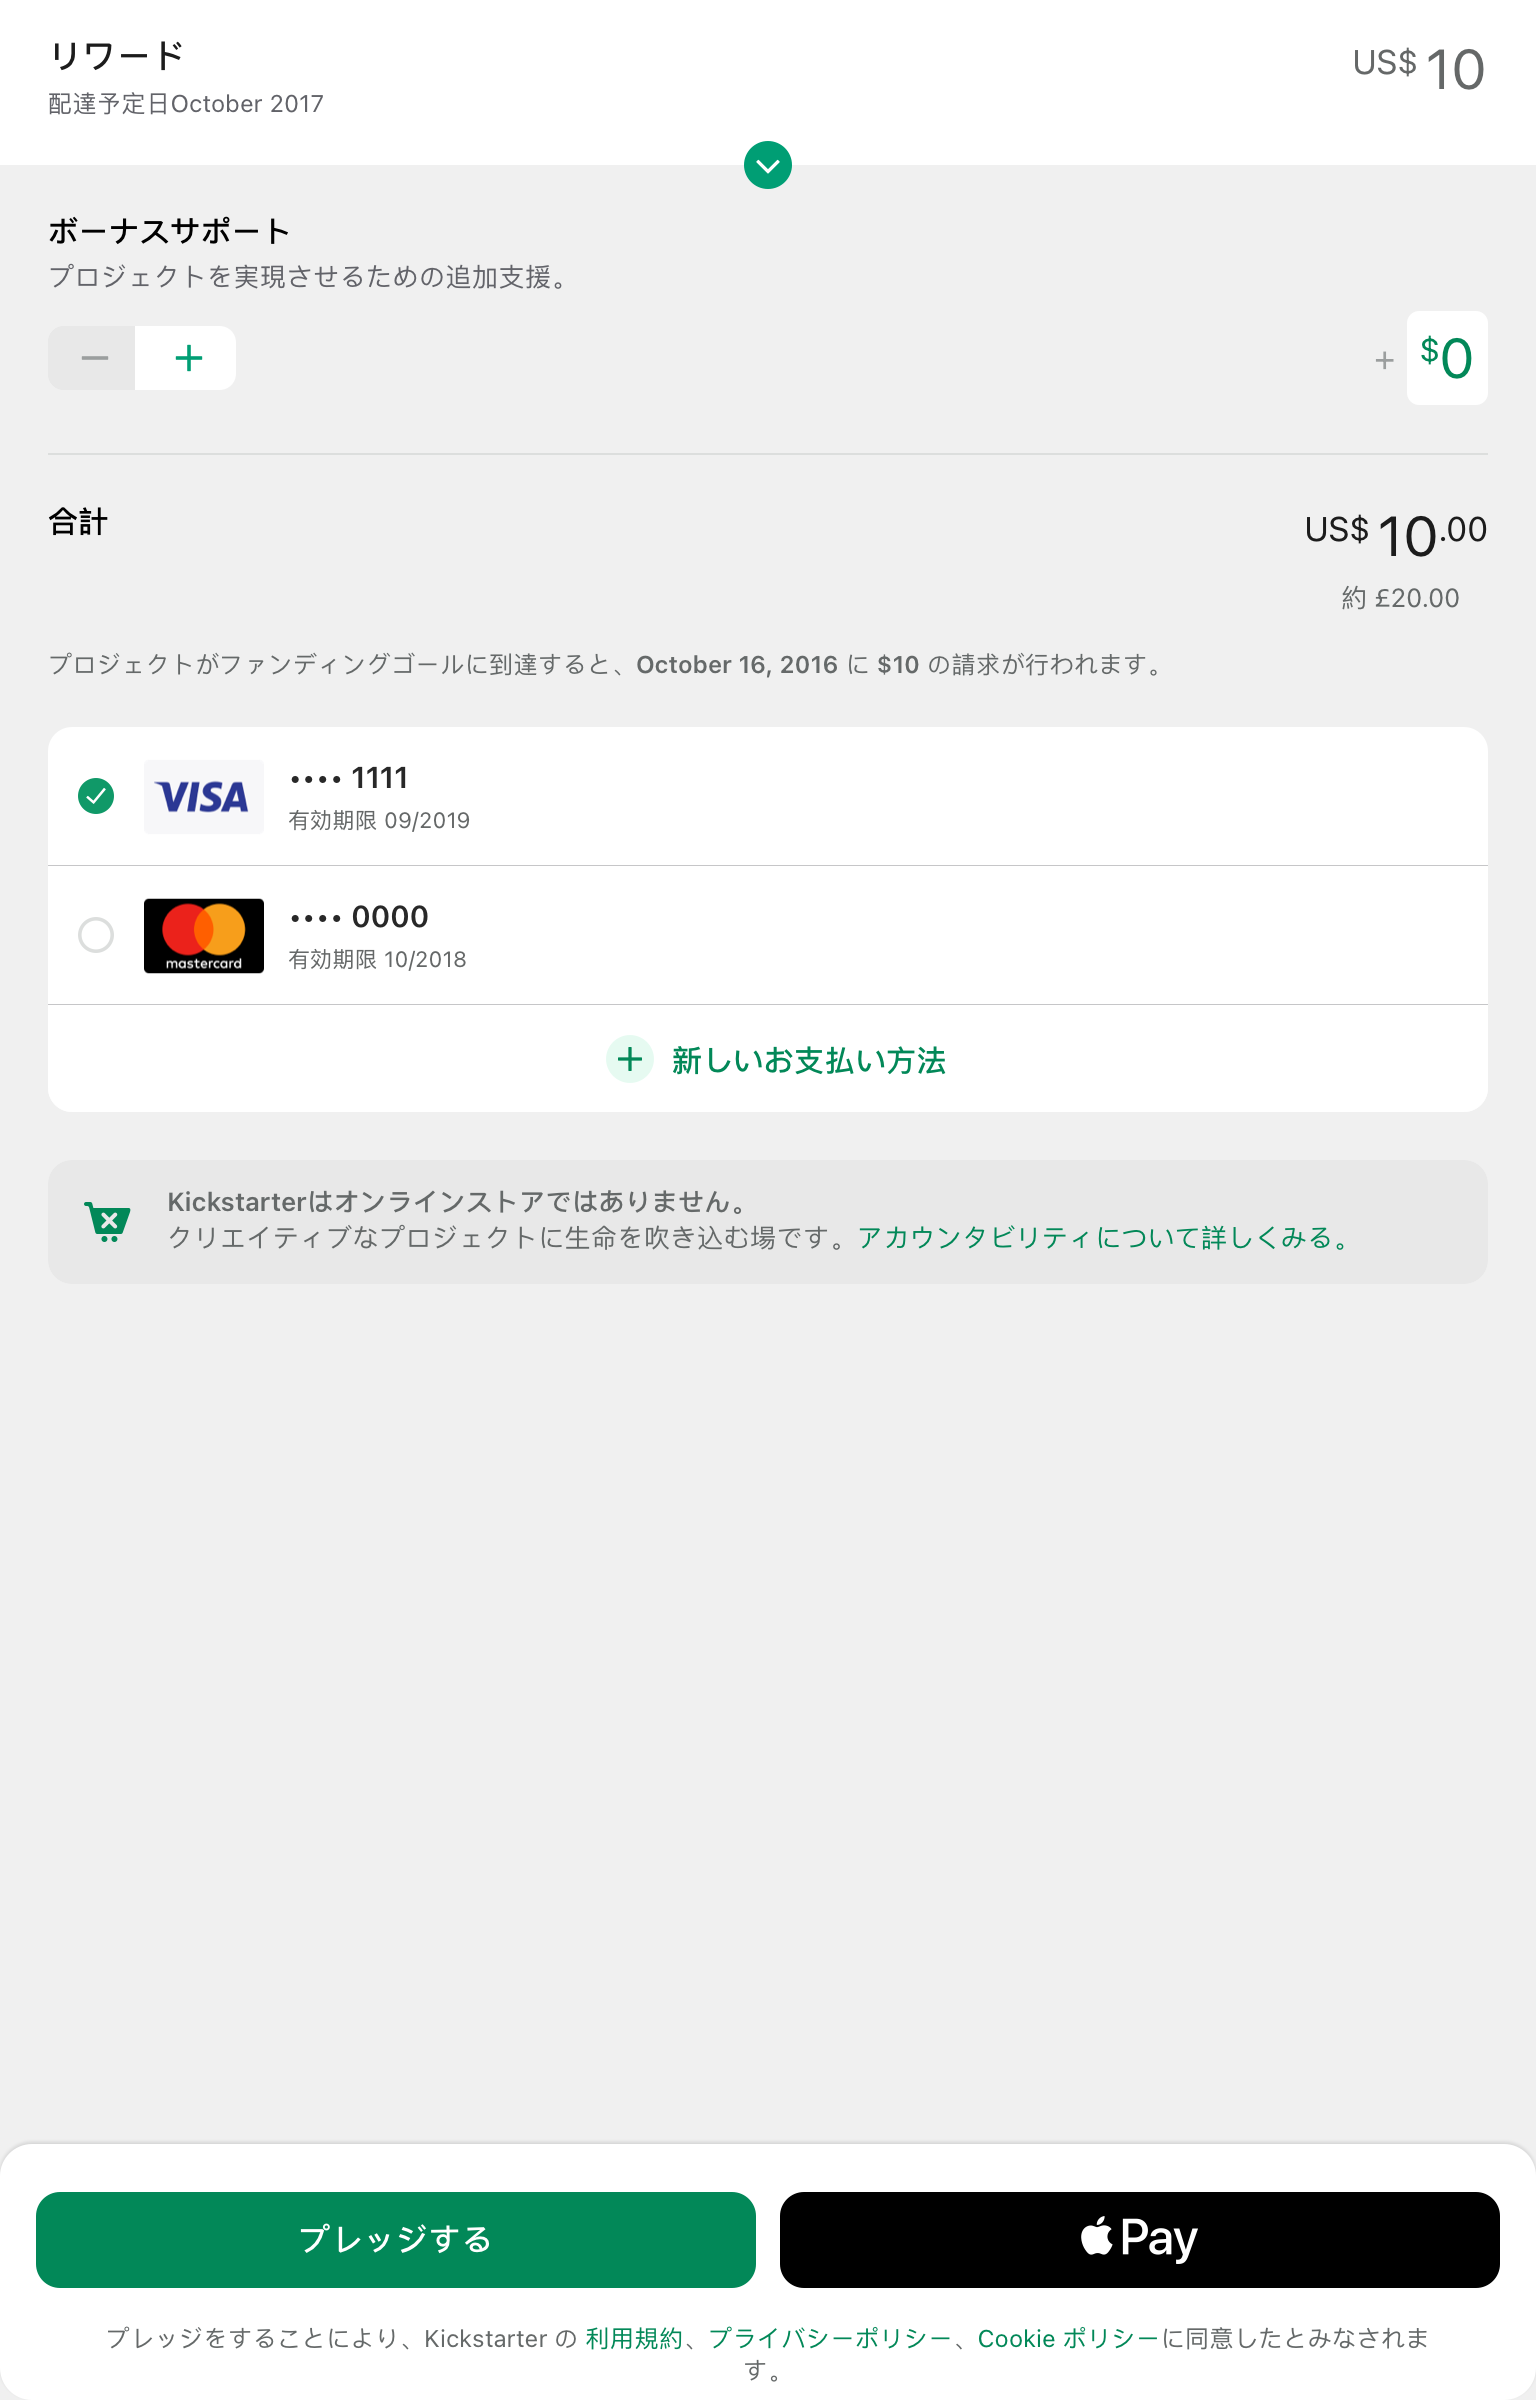 リワード
US$ 10
配達予定日October 2017
ボーナスサポート
プロジェクトを実現させるための追加支援。
− +
+ $0
合計
US$ 10.00
約 £20.00
プロジェクトがファンディングゴールに到達すると、October 16, 2016 に $10 の請求が行われます。
VISA
•••• 1111
有効期限 09/2019
mastercard
•••• 0000
有効期限 10/2018
+ 新しいお支払い方法
Kickstarterはオンラインストアではありません。
クリエイティブなプロジェクトに生命を吹き込む場です。アカウンタビリティについて詳しくみる。
プレッジする
Pay
プレッジをすることにより、Kickstarter の 利用規約、プライバシーポリシー、Cookie ポリシーに同意したとみなされま
す。